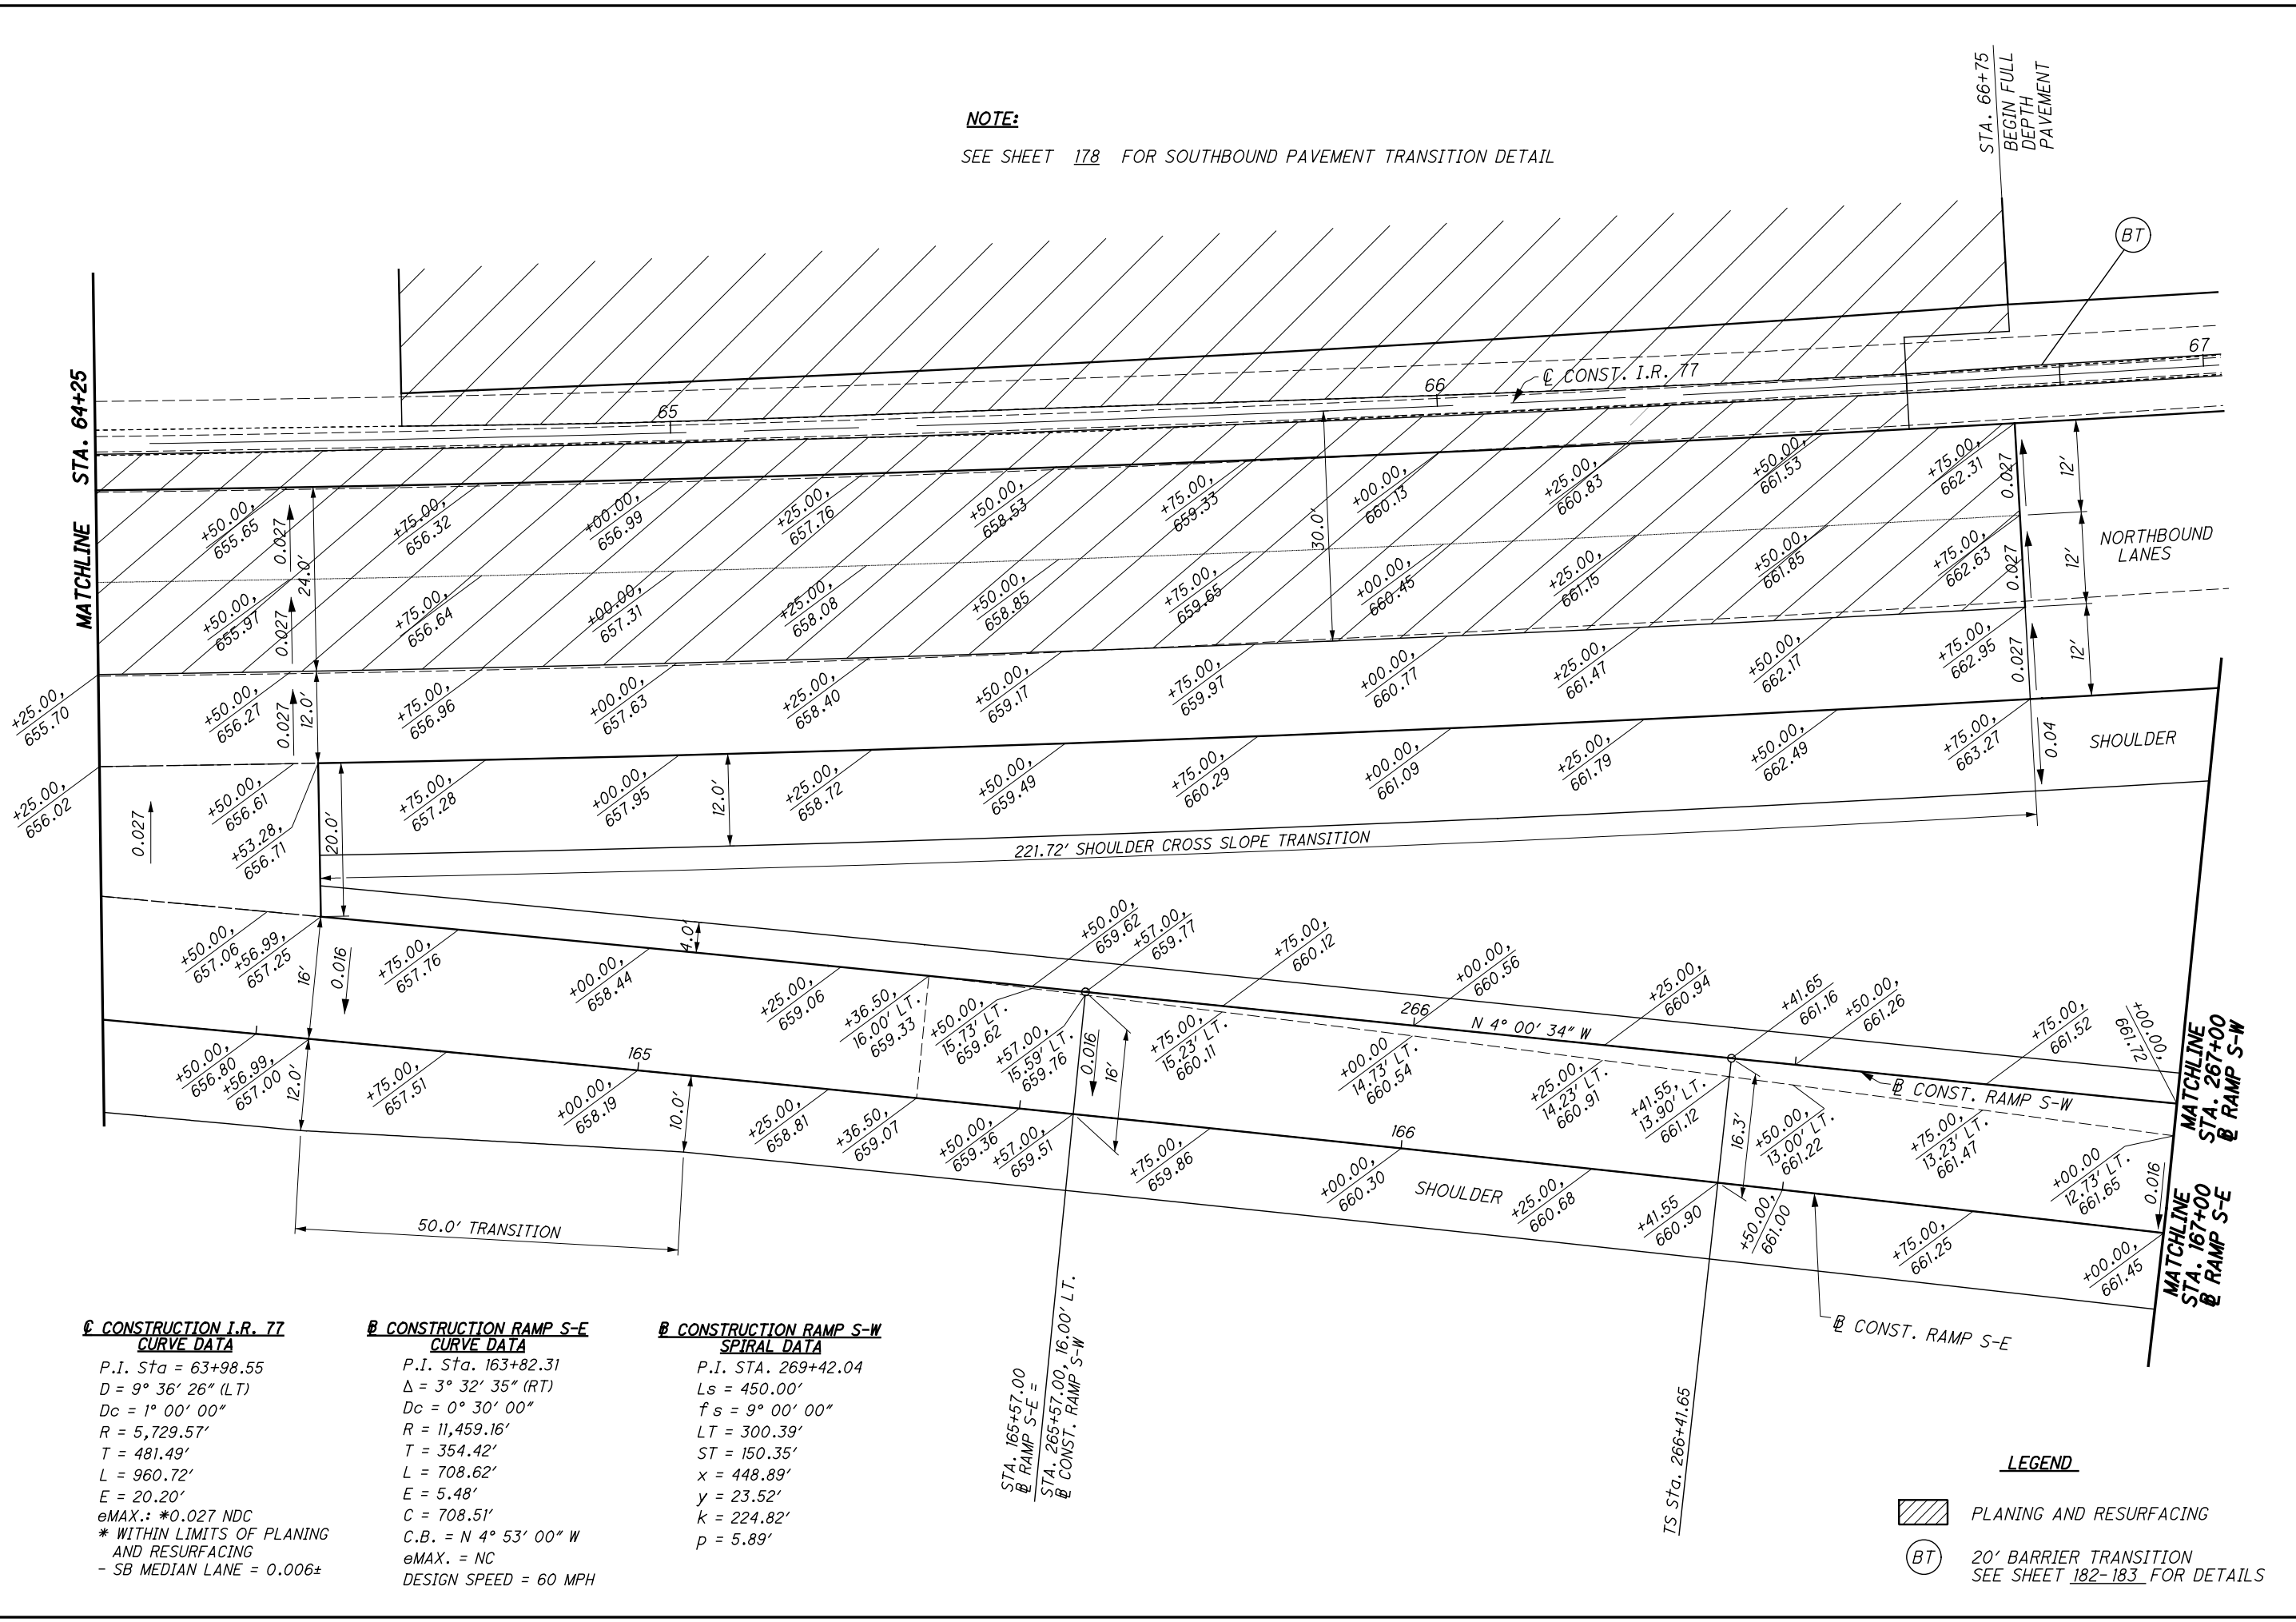 NOTE:
SEE SHEET 178 FOR SOUTHBOUND PAVEMENT TRANSITION DETAIL
STA. 66+75
BEGIN FULL
DEPTH
PAVEMENT
BT
MATCHLINE STA. 64+25
65
66
67
℄ CONST. I.R. 77
+50.00,
655.65
+75.00,
656.32
+00.00,
656.99
+25.00,
657.76
+50.00,
658.53
+75.00,
659.33
+00.00,
660.13
+25.00,
660.83
+50.00,
661.53
+75.00,
662.31
0.027
24.0'
30.0'
0.027
12'
+50.00,
655.97
+75.00,
656.64
+00.00,
657.31
+25.00,
658.08
+50.00,
658.85
+75.00,
659.65
+00.00,
660.45
+25.00,
661.15
+50.00,
661.85
+75.00,
662.63
0.027
0.027
12'
NORTHBOUND
LANES
+25.00,
655.70
+50.00,
656.27
+75.00,
656.96
+00.00,
657.63
+25.00,
658.40
+50.00,
659.17
+75.00,
659.97
+00.00,
660.77
+25.00,
661.47
+50.00,
662.17
+75.00,
662.95
0.027
12.0'
0.027
12'
+25.00,
656.02
+50.00,
656.61
+53.28,
656.71
+75.00,
657.28
+00.00,
657.95
+25.00,
658.72
+50.00,
659.49
+75.00,
660.29
+00.00,
661.09
+25.00,
661.79
+50.00,
662.49
+75.00,
663.27
0.04
SHOULDER
0.027
20.0'
12.0'
221.72' SHOULDER CROSS SLOPE TRANSITION
+50.00,
657.06
+56.99,
657.25
16'
0.016
+75.00,
657.76
+00.00,
658.44
4.0'
+25.00,
659.06
+36.50,
16.00' LT.
659.33
+50.00,
15.73' LT.
659.62
+50.00,
659.62
+57.00,
659.77
+57.00,
15.59' LT.
659.76
0.016
16'
+75.00,
660.12
+75.00,
15.23' LT.
660.11
+00.00,
660.56
266
N 4° 00' 34" W
+00.00
14.73' LT.
660.54
+25.00,
660.94
+25.00,
14.23' LT.
660.91
+41.65
661.16
+41.55,
13.90' LT.
661.12
16.3'
+50.00,
661.26
+50.00,
13.00' LT.
661.22
℄ CONST. RAMP S-W
+75.00,
661.52
+75.00,
13.23' LT.
661.47
+00.00,
661.72
+00.00
12.73' LT.
661.65
0.016
MATCHLINE
STA. 267+00
℄ RAMP S-W
MATCHLINE
STA. 167+00
℄ RAMP S-E
+50.00,
656.80
+56.99,
657.00
12.0'
+75.00,
657.51
165
+00.00,
658.19
10.0'
+25.00,
658.81
+36.50,
659.07
+50.00,
659.36
+57.00,
659.51
+75.00,
659.86
166
+00.00,
660.30
SHOULDER
+25.00,
660.68
+41.55
660.90
+50.00,
661.00
+75.00,
661.25
+00.00,
661.45
50.0' TRANSITION
℄ CONST. RAMP S-E
STA. 165+57.00
℄ RAMP S-E =
STA. 265+57.00, 16.00' LT.
℄ CONST. RAMP S-W
TS Sta. 266+41.65
℄ CONSTRUCTION I.R. 77
CURVE DATA
P.I. Sta = 63+98.55
D = 9° 36' 26" (LT)
Dc = 1° 00' 00"
R = 5,729.57'
T = 481.49'
L = 960.72'
E = 20.20'
eMAX.: *0.027 NDC
* WITHIN LIMITS OF PLANING
AND RESURFACING
- SB MEDIAN LANE = 0.006±
℄ CONSTRUCTION RAMP S-E
CURVE DATA
P.I. Sta. 163+82.31
Δ = 3° 32' 35" (RT)
Dc = 0° 30' 00"
R = 11,459.16'
T = 354.42'
L = 708.62'
E = 5.48'
C = 708.51'
C.B. = N 4° 53' 00" W
eMAX. = NC
DESIGN SPEED = 60 MPH
℄ CONSTRUCTION RAMP S-W
SPIRAL DATA
P.I. STA. 269+42.04
Ls = 450.00'
fs = 9° 00' 00"
LT = 300.39'
ST = 150.35'
x = 448.89'
y = 23.52'
k = 224.82'
p = 5.89'
LEGEND
PLANING AND RESURFACING
BT
20' BARRIER TRANSITION
SEE SHEET 182-183 FOR DETAILS